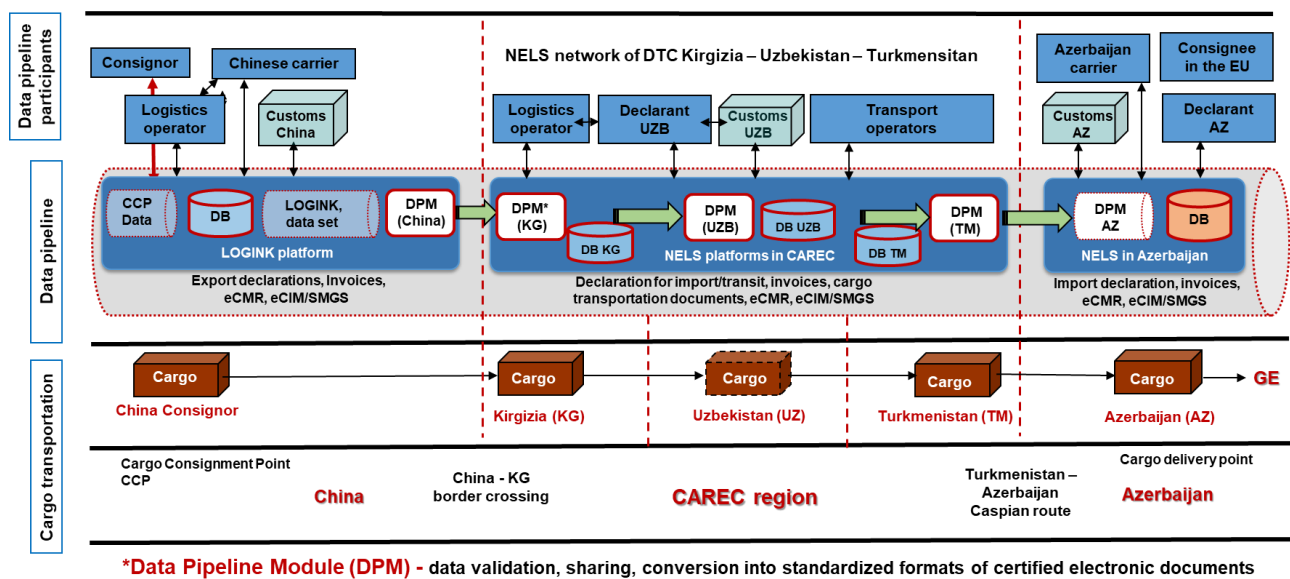 Data pipeline
participants
NELS network of DTC Kirgizia – Uzbekistan – Turkmensitan
Consignor
Chinese carrier
Logistics
operator
Customs
China
Logistics
operator
Declarant
UZB
Customs
UZB
Transport
operators
Azerbaijan
carrier
Consignee
in the EU
Customs
AZ
Declarant
AZ
Data pipeline
CCP
Data
DB
LOGINK,
data set
DPM
(China)
LOGINK platform
DPM*
(KG)
DB KG
DPM
(UZB)
DB UZB
DB TM
DPM
(TM)
NELS platforms in CAREC
DPM
AZ
DB
NELS in Azerbaijan
Export declarations, Invoices,
eCMR, eCIM/SMGS
Declaration for import/transit, invoices, cargo
transportation documents, eCMR, eCIM/SMGS
Import declaration, invoices,
eCMR, eCIM/SMGS
Cargo transportation
Cargo
Cargo
Cargo
Cargo
Cargo
GE
China Consignor
Kirgizia (KG)
Uzbekistan (UZ)
Turkmenistan (TM)
Azerbaijan (AZ)
Cargo Consignment Point
CCP
China
China - KG
border crossing
CAREC region
Turkmenistan –
Azerbaijan
Caspian route
Cargo delivery point
Azerbaijan
*Data Pipeline Module (DPM) - data validation, sharing, conversion into standardized formats of certified electronic documents